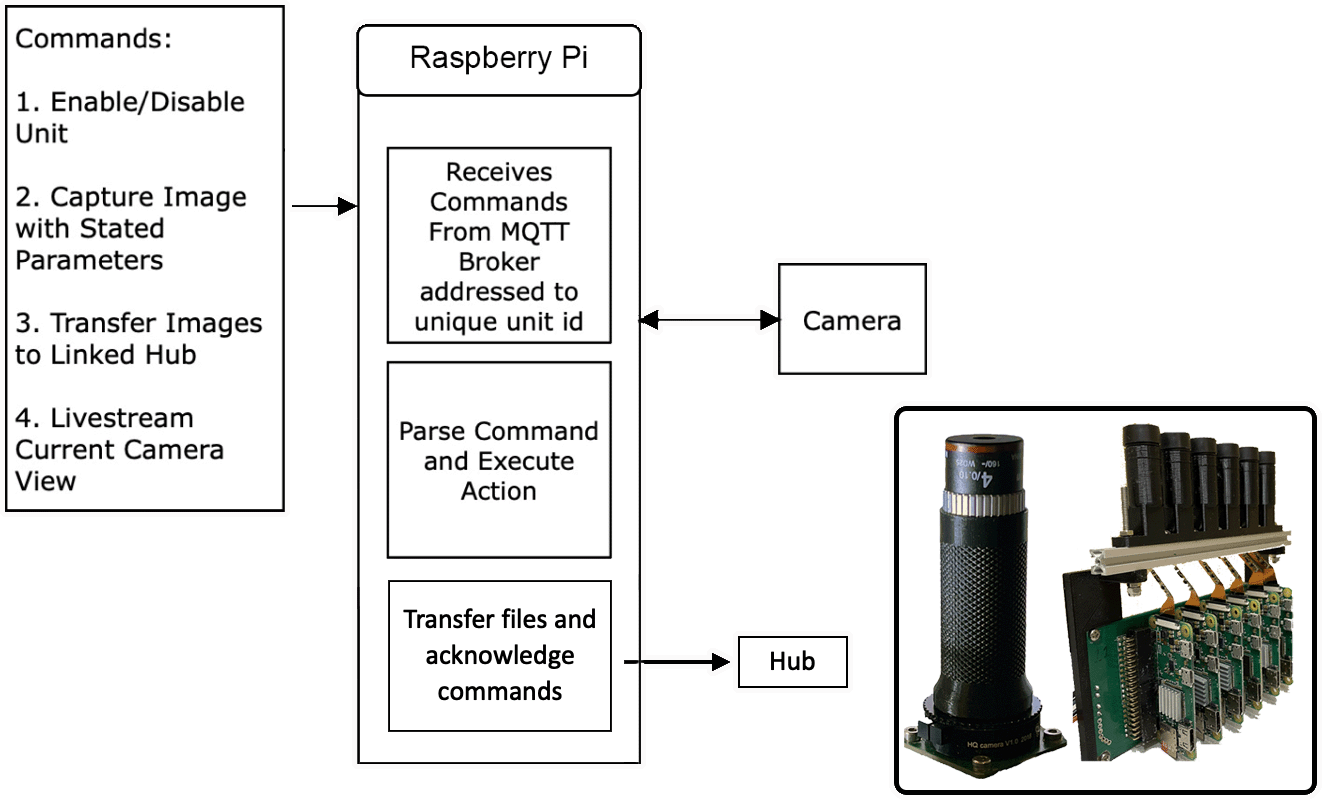 Commands:
1. Enable/Disable
Unit
2. Capture Image
with Stated
Parameters
3. Transfer Images
to Linked Hub
4. Livestream
Current Camera
View
Raspberry Pi
Receives
Commands
From MQTT
Broker
addressed to
unique unit id
Parse Command
and Execute
Action
Transfer files and
acknowledge
commands
Camera
Hub
4/0.10
160/- WD25
HQ camera V1.0 2018